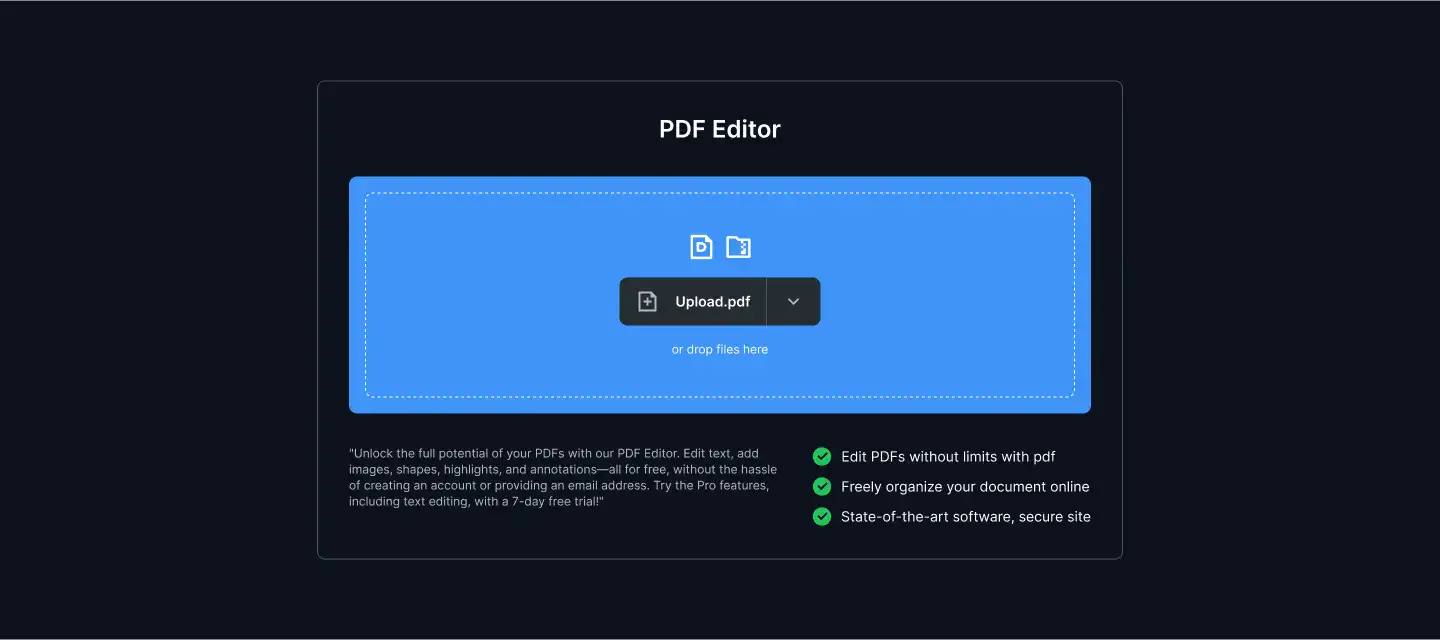 PDF Editor
Upload.pdf
or drop files here
"Unlock the full potential of your PDFs with our PDF Editor. Edit text, add
images, shapes, highlights, and annotations—all for free, without the hassle
of creating an account or providing an email address. Try the Pro features,
including text editing, with a 7-day free trial!"
Edit PDFs without limits with pdf
Freely organize your document online
State-of-the-art software, secure site